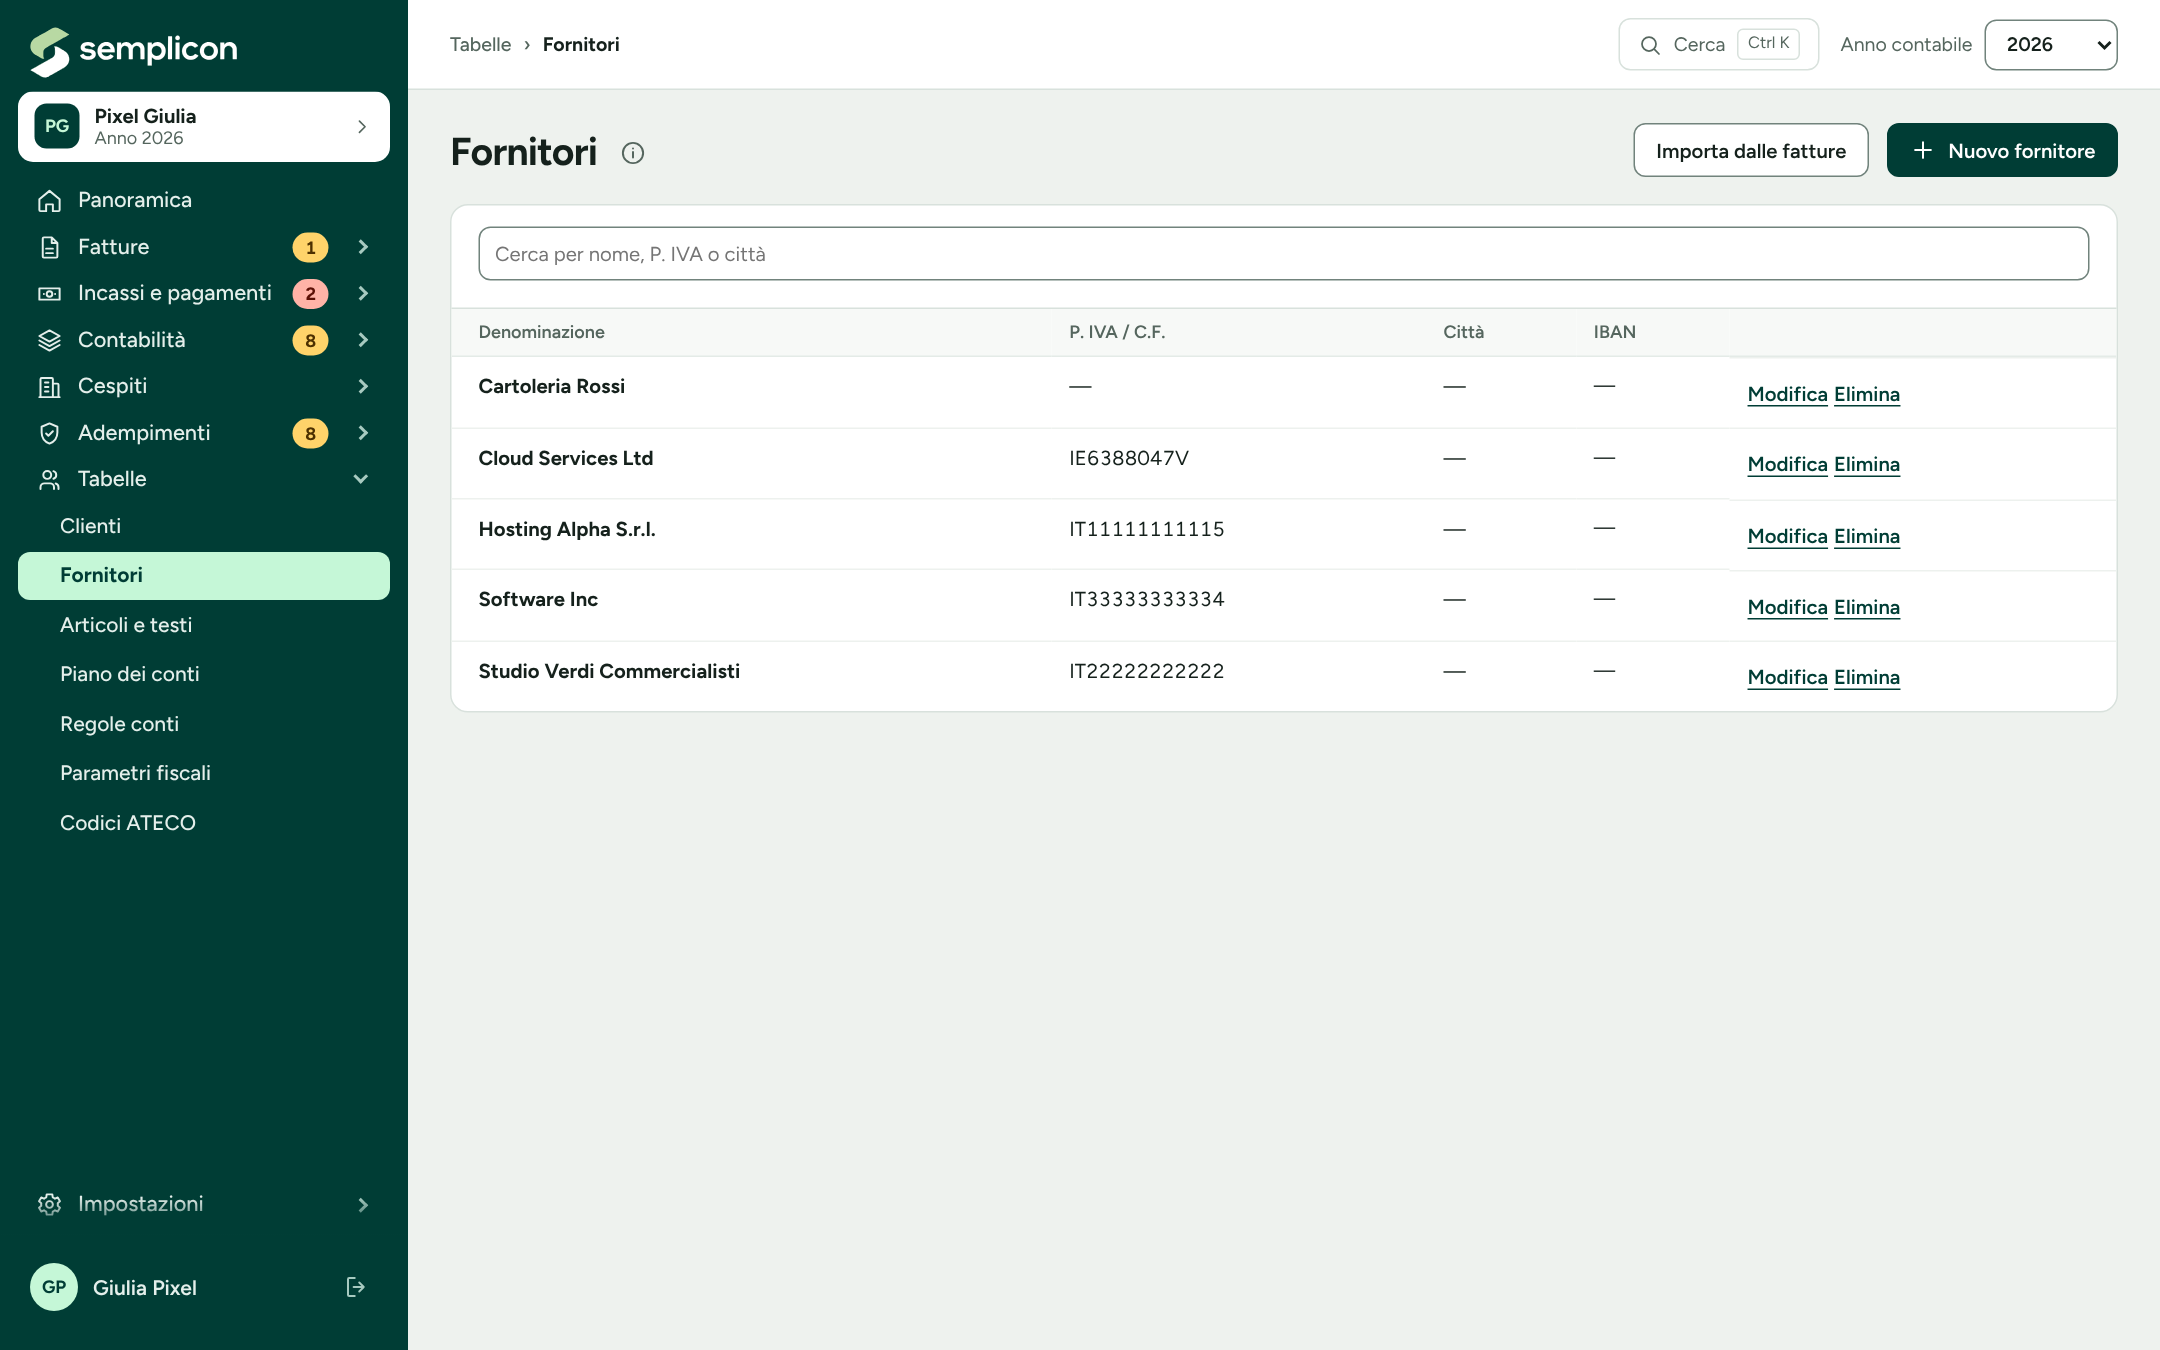 semplicon
PG
Pixel Giulia
Anno 2026
Panoramica
Fatture 1
Incassi e pagamenti 2
Contabilità 8
Cespiti
Adempimenti 8
Tabelle
Clienti
Fornitori
Articoli e testi
Piano dei conti
Regole conti
Parametri fiscali
Codici ATECO
Impostazioni
GP Giulia Pixel
Tabelle › Fornitori
Cerca Ctrl K
Anno contabile 2026
Fornitori
Importa dalle fatture
+ Nuovo fornitore
Cerca per nome, P. IVA o città
Denominazione P. IVA / C.F. Città IBAN
Cartoleria Rossi — — — Modifica Elimina
Cloud Services Ltd IE6388047V — — Modifica Elimina
Hosting Alpha S.r.l. IT11111111115 — — Modifica Elimina
Software Inc IT33333333334 — — Modifica Elimina
Studio Verdi Commercialisti IT22222222222 — — Modifica Elimina